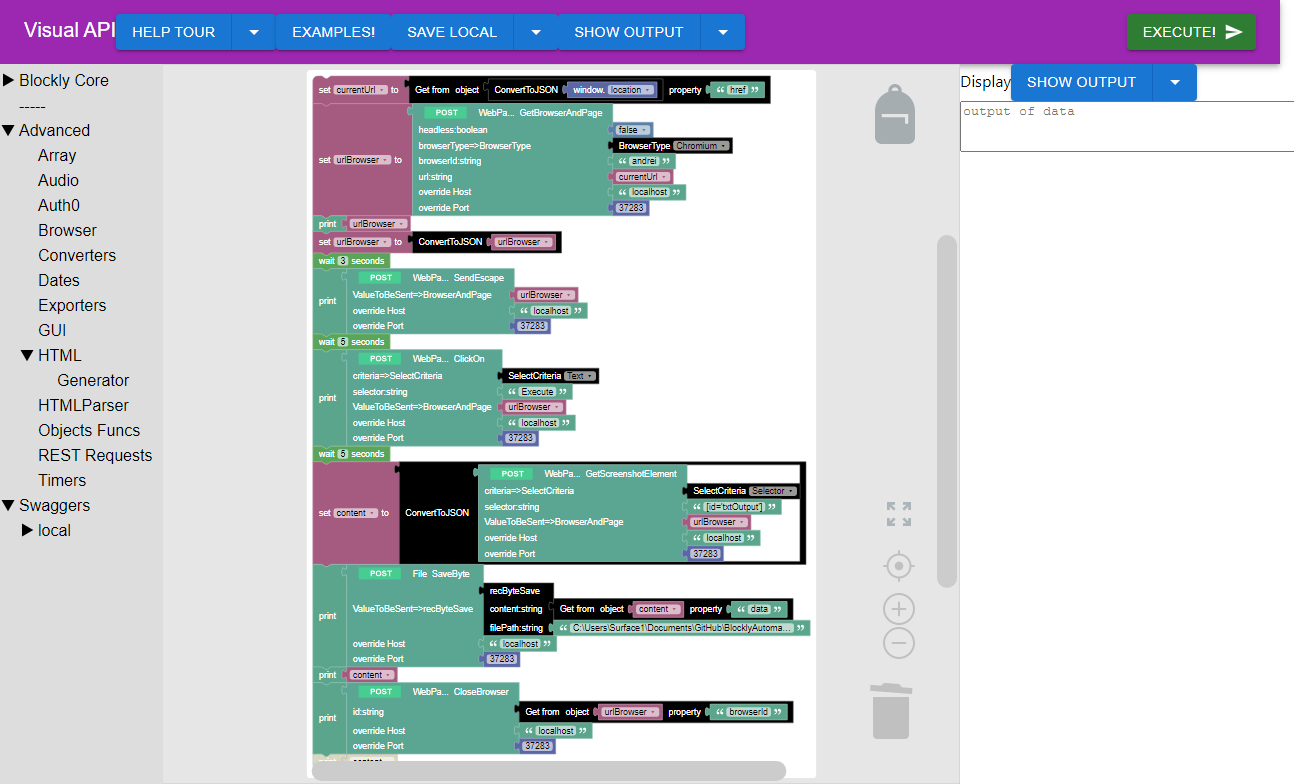 Visual API HELP TOUR EXAMPLES! SAVE LOCAL SHOW OUTPUT EXECUTE!
Blockly Core
-----
Advanced
Array
Audio
Auth0
Browser
Converters
Dates
Exporters
GUI
HTML
Generator
HTMLParser
Objects Funcs
REST Requests
Timers
Swaggers
local
set currentUrl to Get from object ConvertToJSON window. location property “ href ”
set urlBrowser to POST WebPa... GetBrowserAndPage
headless:boolean false
browserType=>BrowserType BrowserType Chromium
browserId:string “ andrei ”
url:string currentUrl
override Host “ localhost ”
override Port 37283
print urlBrowser
set urlBrowser to ConvertToJSON urlBrowser
wait 3 seconds
print POST WebPa... SendEscape
ValueToBeSent=>BrowserAndPage urlBrowser
override Host “ localhost ”
override Port 37283
wait 5 seconds
print POST WebPa... ClickOn
criteria=>SelectCriteria SelectCriteria Text
selector:string “ Execute ”
ValueToBeSent=>BrowserAndPage urlBrowser
override Host “ localhost ”
override Port 37283
wait 5 seconds
set content to ConvertToJSON POST WebPa... GetScreenshotElement
criteria=>SelectCriteria SelectCriteria Selector
selector:string “ [id='txtOutput'] ”
ValueToBeSent=>BrowserAndPage urlBrowser
override Host “ localhost ”
override Port 37283
print POST File SaveByte
ValueToBeSent=>recByteSave recByteSave
content:string Get from object content property “ data ”
filePath:string “ C:\Users\Surface1\Documents\GitHub\BlocklyAutoma... ”
override Host “ localhost ”
override Port 37283
print content
print POST WebPa... CloseBrowser
id:string Get from object urlBrowser property “ browserId ”
override Host “ localhost ”
override Port 37283
Display SHOW OUTPUT
output of data